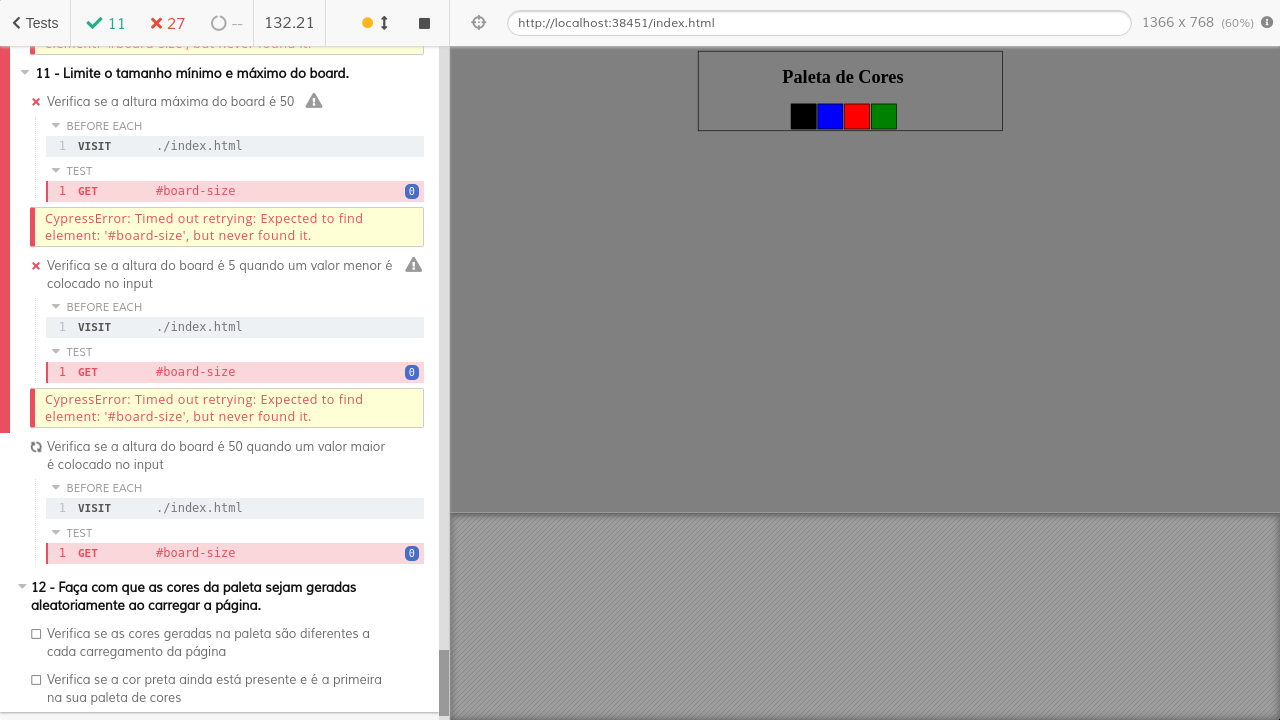 Tests
11
27
--
132.21
http://localhost:38451/index.html
1366 x 768 (60%)
element: '#board-size', but never found it.
11 - Limite o tamanho mínimo e máximo do board.
Verifica se a altura máxima do board é 50
BEFORE EACH
1 VISIT ./index.html
TEST
1 GET #board-size 0
CypressError: Timed out retrying: Expected to find
element: '#board-size', but never found it.
Verifica se a altura do board é 5 quando um valor menor é
colocado no input
BEFORE EACH
1 VISIT ./index.html
TEST
1 GET #board-size 0
CypressError: Timed out retrying: Expected to find
element: '#board-size', but never found it.
Verifica se a altura do board é 50 quando um valor maior
é colocado no input
BEFORE EACH
1 VISIT ./index.html
TEST
1 GET #board-size 0
12 - Faça com que as cores da paleta sejam geradas
aleatoriamente ao carregar a página.
Verifica se as cores geradas na paleta são diferentes a
cada carregamento da página
Verifica se a cor preta ainda está presente e é a primeira
na sua paleta de cores
Paleta de Cores